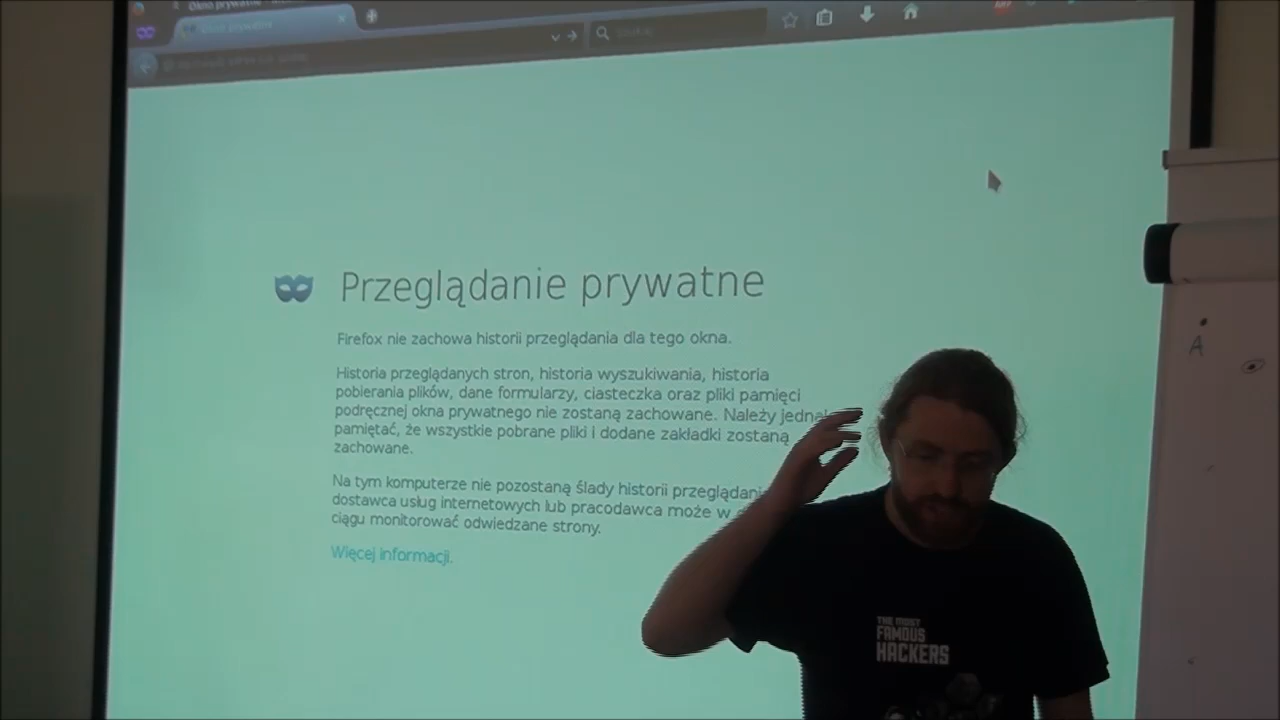 Przeglądanie prywatne
Firefox nie zachowa historii przeglądania dla tego okna.
Historia przeglądanych stron, historia wyszukiwania, historia
pobierania plików, dane formularzy, ciasteczka oraz pliki pamięci
podręcznej okna prywatnego nie zostaną zachowane. Należy
pamiętać, że wszystkie pobrane pliki i dodane zakładki zostaną
zachowane.
Na tym komputerze nie pozostaną ślady historii
dostawca usług internetowych lub pracodawca może w
ciągu monitorować odwiedzane strony.
Więcej informacji.
A
THE MOST
FAMOUS
HACKERS